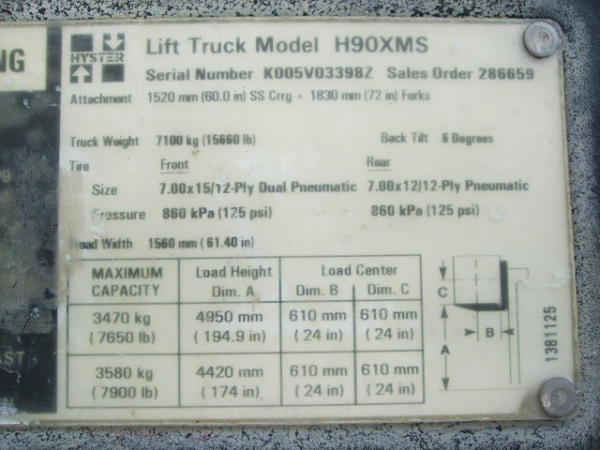 NG
HYSTER
Lift Truck Model H90XMS
Serial Number K005V03398Z Sales Order 286659
Attachment 1520 mm (60.0 in) SS Crrg + 1830 mm (72 in) Forks
Truck Weight 7100 kg (15660 lb) Back Tilt 6 Degrees
Tire Front Rear
Size 7.00x15/12-Ply Dual Pneumatic 7.00x12/12-Ply Pneumatic
Pressure 860 kPa (125 psi) 860 kPa (125 psi)
Tread Width 1560 mm (61.40 in)
MAXIMUM CAPACITY Load Height Dim. A Load Center Dim. B Dim. C
3470 kg 4950 mm 610 mm 610 mm
(7650 lb) (194.9 in) (24 in) (24 in)
3580 kg 4420 mm 610 mm 610 mm
(7900 lb) (174 in) (24 in) (24 in)
C
B
A
1381125
AST